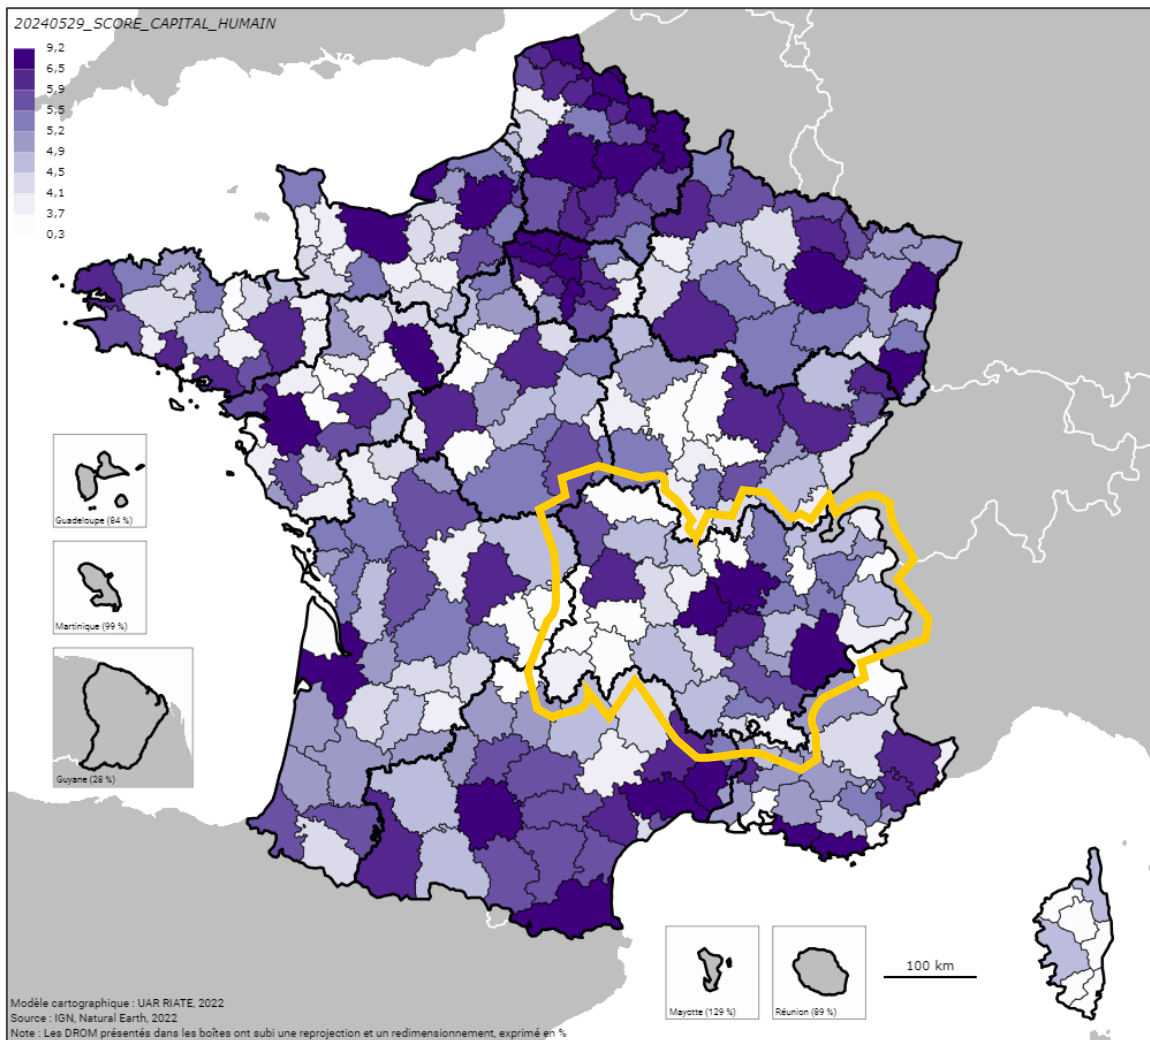 20240529_SCORE_CAPITAL_HUMAIN
9,2
6,5
5,9
5,5
5,2
4,9
4,5
4,1
3,7
0,3
Guadeloupe (84 %)
Martinique (99 %)
Guyane (28 %)
Mayotte (129 %)
Réunion (89 %)
100 km
Modèle cartographique : UAR RIATE, 2022
Source : IGN, Natural Earth, 2022
Note : Les DROM présentés dans les boîtes ont subi une reprojection et un redimensionnement, exprimé en %